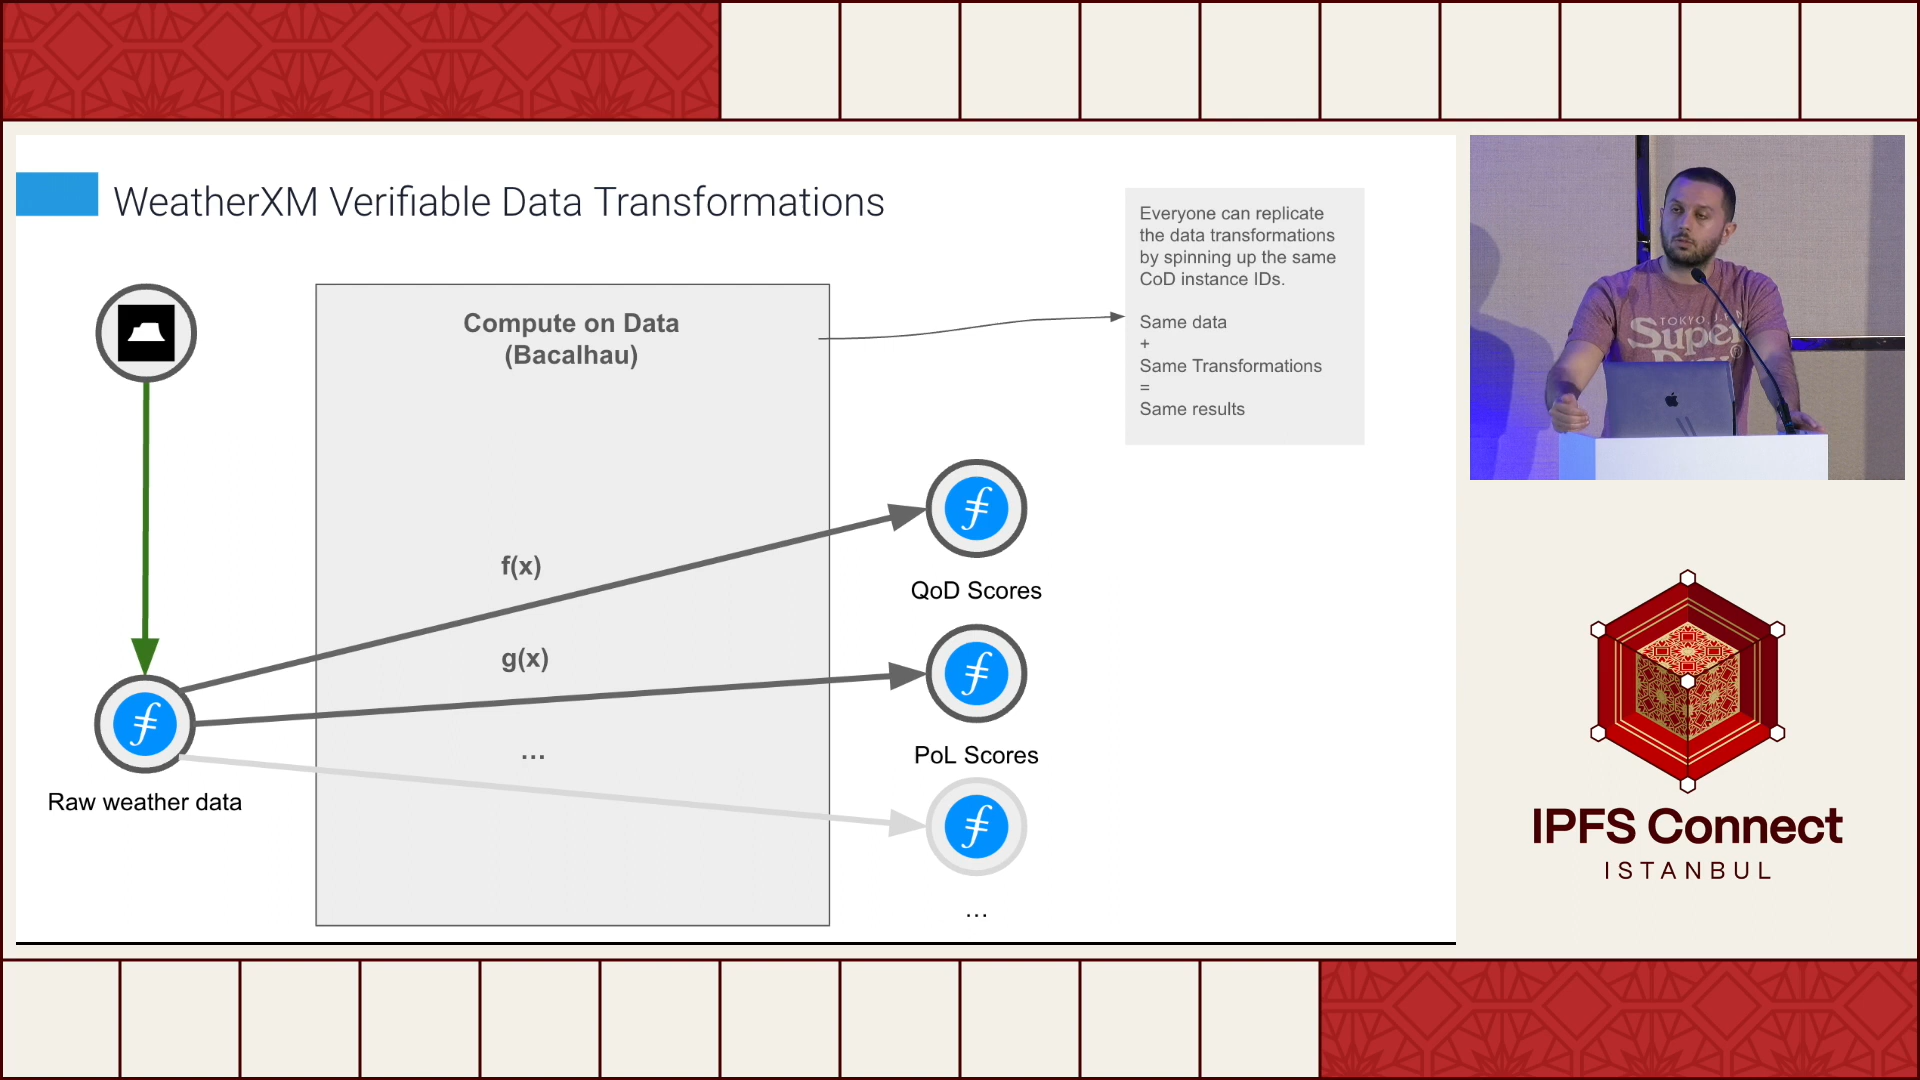 WeatherXM Verifiable Data Transformations
Everyone can replicate
the data transformations
by spinning up the same
CoD instance IDs.
Same data
+
Same Transformations
=
Same results
Compute on Data
(Bacalhau)
f(x)
g(x)
...
QoD Scores
PoL Scores
...
Raw weather data
TOKYO
Super
IPFS Connect
ISTANBUL